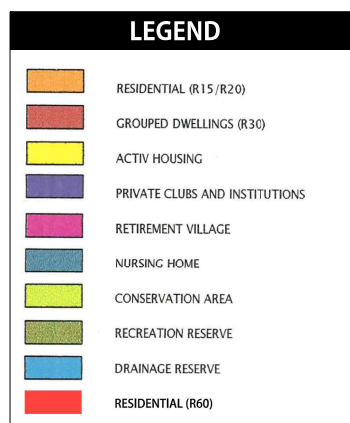 LEGEND
RESIDENTIAL (R15/R20)
GROUPED DWELLINGS (R30)
ACTIV HOUSING
PRIVATE CLUBS AND INSTITUTIONS
RETIREMENT VILLAGE
NURSING HOME
CONSERVATION AREA
RECREATION RESERVE
DRAINAGE RESERVE
RESIDENTIAL (R60)